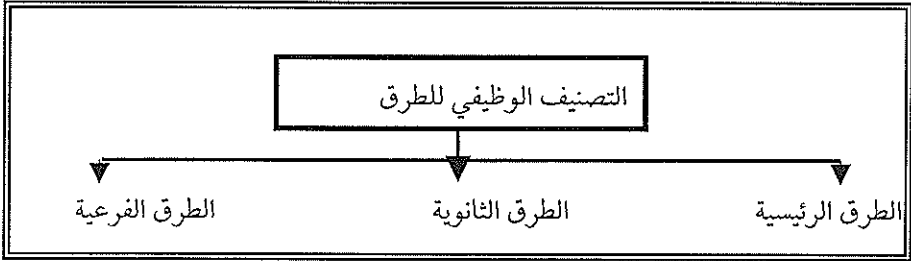 التصنيف الوظيفي للطرق
الطرق الرئيسية
الطرق الثانوية
الطرق الفرعية